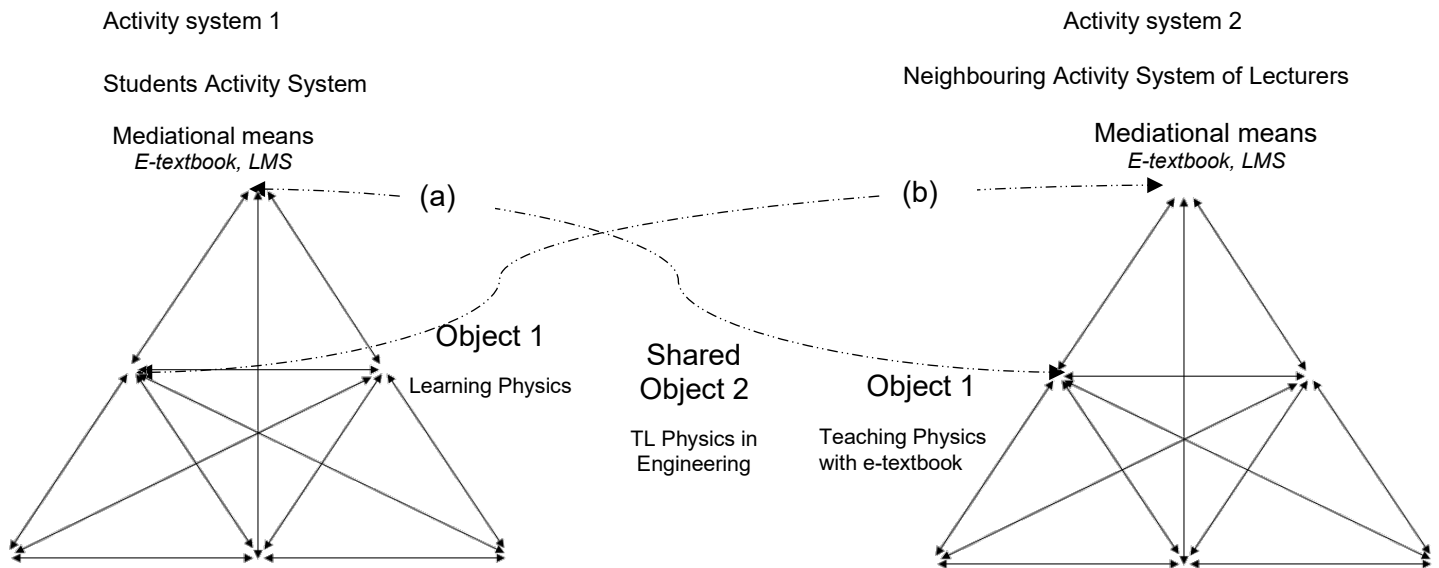 Activity system 1
Activity system 2
Students Activity System
Neighbouring Activity System of Lecturers
Mediational means
E-textbook, LMS
Mediational means
E-textbook, LMS
(a)
(b)
Object 1
Learning Physics
Shared
Object 2
TL Physics in
Engineering
Object 1
Teaching Physics
with e-textbook